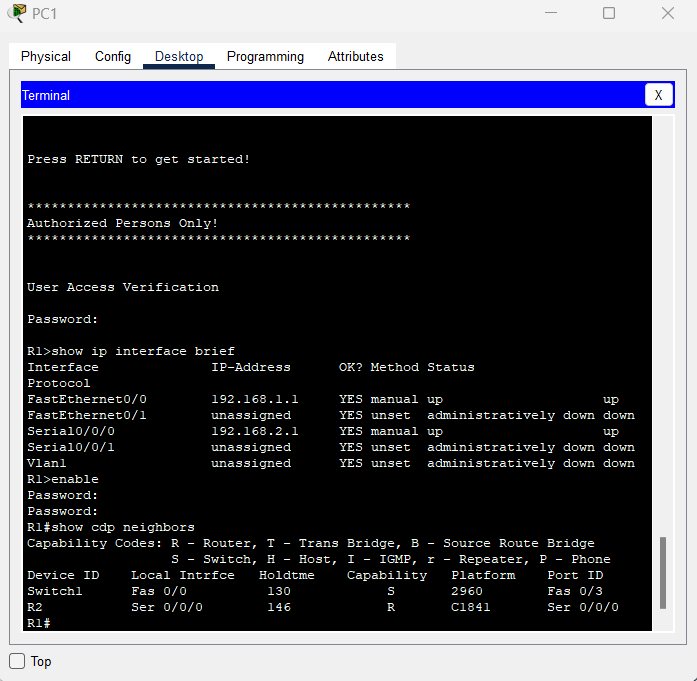 PC1
Physical Config Desktop Programming Attributes
Terminal X
Press RETURN to get started!
************************************************
Authorized Persons Only!
************************************************
User Access Verification
Password:
R1>show ip interface brief
Interface              IP-Address      OK? Method Status
Protocol
FastEthernet0/0        192.168.1.1     YES manual up                    up
FastEthernet0/1        unassigned      YES unset  administratively down down
Serial0/0/0            192.168.2.1     YES manual up                    up
Serial0/0/1            unassigned      YES unset  administratively down down
Vlan1                  unassigned      YES unset  administratively down down
R1>enable
Password:
Password:
R1#show cdp neighbors
Capability Codes: R - Router, T - Trans Bridge, B - Source Route Bridge
                  S - Switch, H - Host, I - IGMP, r - Repeater, P - Phone
Device ID    Local Intrfce   Holdtme    Capability   Platform    Port ID
Switch1      Fas 0/0          130            S       2960        Fas 0/3
R2           Ser 0/0/0        146            R       C1841       Ser 0/0/0
R1#
Top